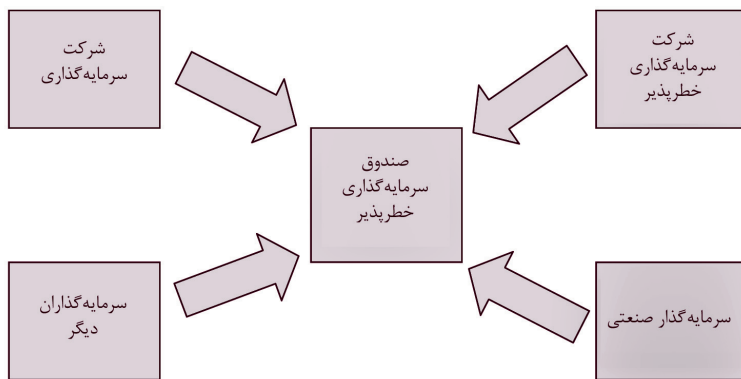 شرکت
سرمایه‌گذاری
خطرپذیر
شرکت
سرمایه‌گذاری
صندوق
سرمایه‌گذاری
خطرپذیر
سرمایه‌گذار صنعتی
سرمایه‌گذاران
دیگر